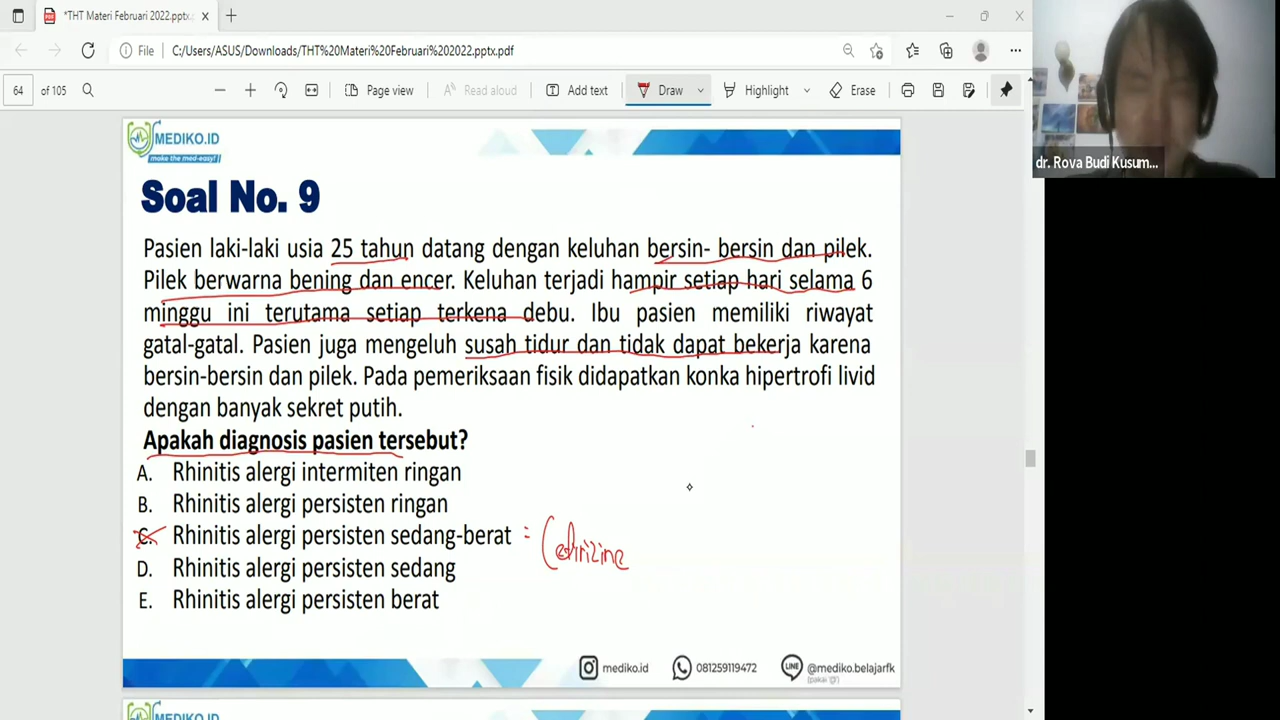 *THT Materi Februari 2022.pptx.p
File
C:/Users/ASUS/Downloads/THT%20Materi%20Februari%202022.pptx.pdf
64 of 105
Page view
Read aloud
Add text
Draw
Highlight
Erase
dr. Rova Budi Kusum...
MEDIKO.ID
make the med-easy!
Soal No. 9
Pasien laki-laki usia 25 tahun datang dengan keluhan bersin- bersin dan pilek.
Pilek berwarna bening dan encer. Keluhan terjadi hampir setiap hari selama 6
minggu ini terutama setiap terkena debu. Ibu pasien memiliki riwayat
gatal-gatal. Pasien juga mengeluh susah tidur dan tidak dapat bekerja karena
bersin-bersin dan pilek. Pada pemeriksaan fisik didapatkan konka hipertrofi livid
dengan banyak sekret putih.
Apakah diagnosis pasien tersebut?
A. Rhinitis alergi intermiten ringan
B. Rhinitis alergi persisten ringan
C. Rhinitis alergi persisten sedang-berat = Cetirizine
D. Rhinitis alergi persisten sedang
E. Rhinitis alergi persisten berat
mediko.id
081259119472
@mediko.belajarfk
(pakai '@')
MEDIKO.ID